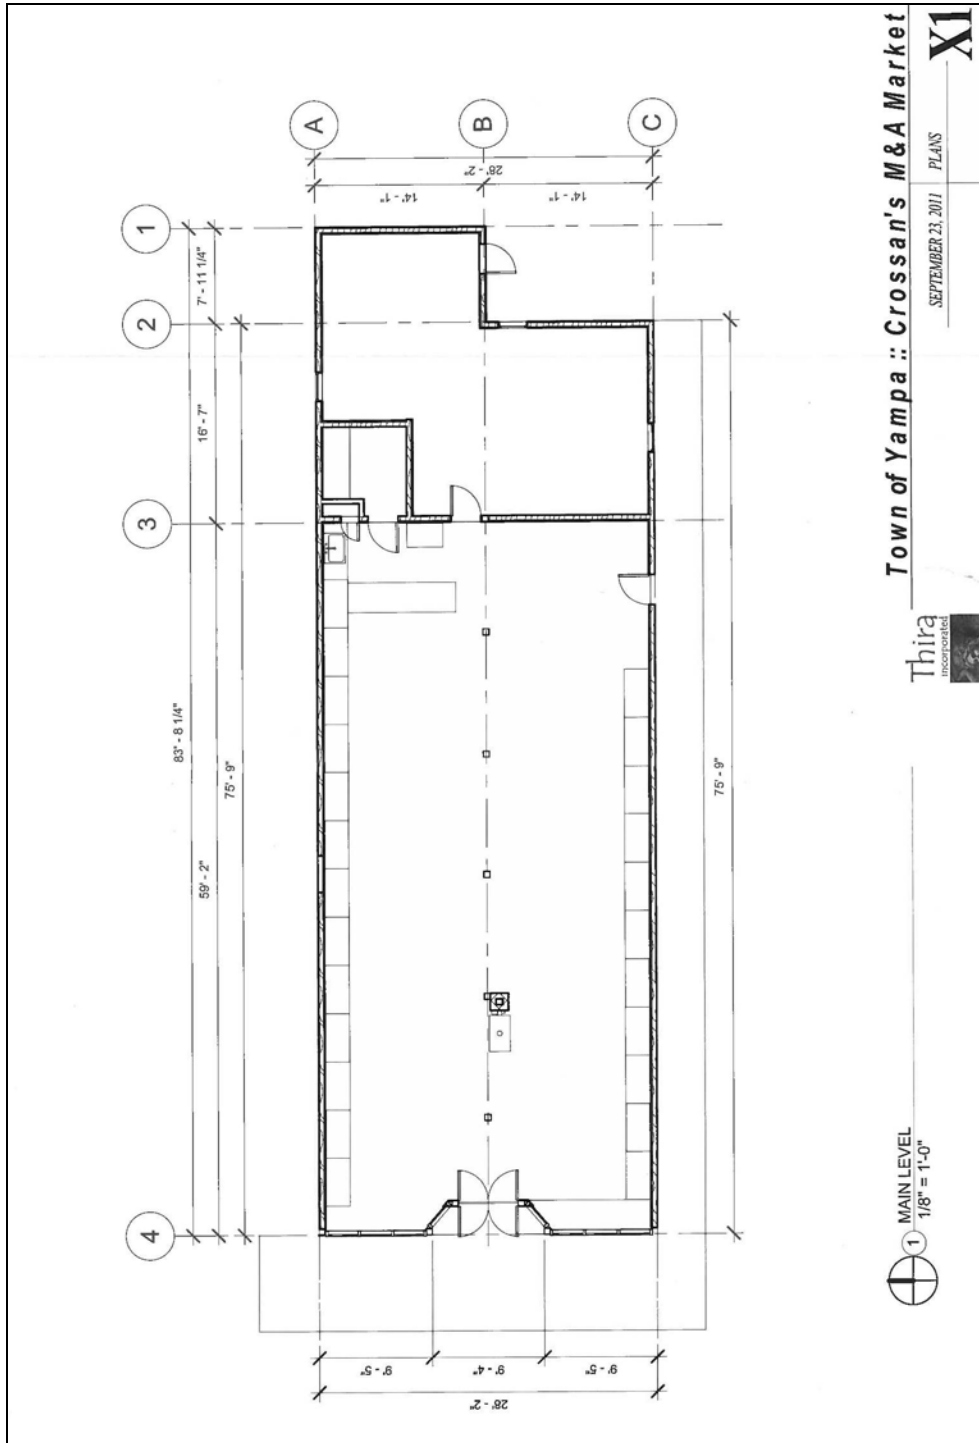 A
B
C
28' - 2"
14' - 1"
14' - 1"
1
2
3
4
7' - 11 1/4"
16' - 7"
59' - 2"
83' - 8 1/4"
75' - 9"
75' - 9"
9' - 5"
9' - 4"
9' - 5"
28' - 2"
Town of Yampa :: Crossan's M&A Market
SEPTEMBER 23, 2011 PLANS
X1
Thira
incorporated
1 MAIN LEVEL
1/8" = 1'-0"